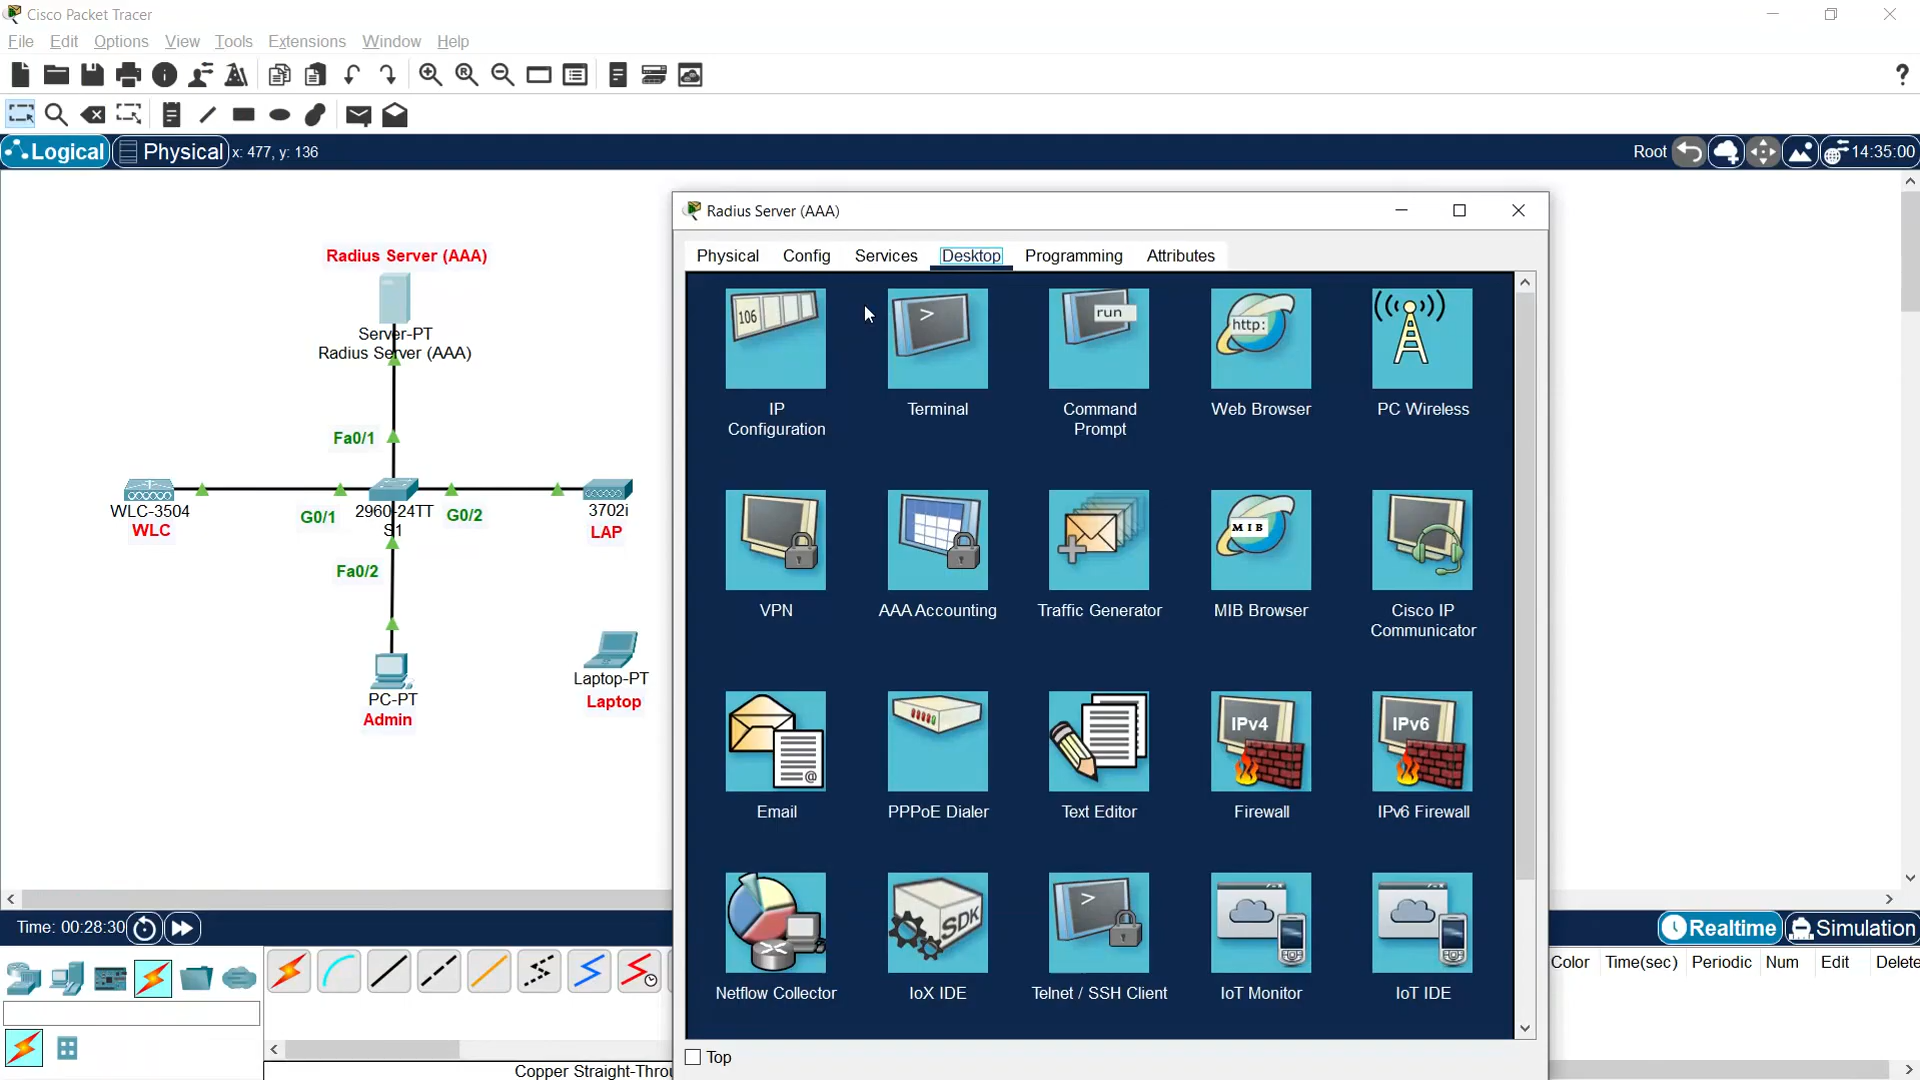 Cisco Packet Tracer
File Edit Options View Tools Extensions Window Help
?
Logical Physical x: 477, y: 136
Root 14:35:00
Radius Server (AAA)
Server-PT
Radius Server (AAA)
Fa0/1
WLC-3504
WLC
G0/1
2960-24TT
S1
G0/2
3702i
LAP
Fa0/2
PC-PT
Admin
Laptop-PT
Laptop
Radius Server (AAA)
Physical Config Services Desktop Programming Attributes
106
>
run
http:
IP
Configuration
Terminal
Command
Prompt
Web Browser
PC Wireless
MIB
VPN
AAA Accounting
Traffic Generator
MIB Browser
Cisco IP
Communicator
@
IPv4
IPv6
Email
PPPoE Dialer
Text Editor
Firewall
IPv6 Firewall
SDK
>
Netflow Collector
IoX IDE
Telnet / SSH Client
IoT Monitor
IoT IDE
Top
Time: 00:28:30
Realtime Simulation
Color Time(sec) Periodic Num Edit Delete
Copper Straight-Throu